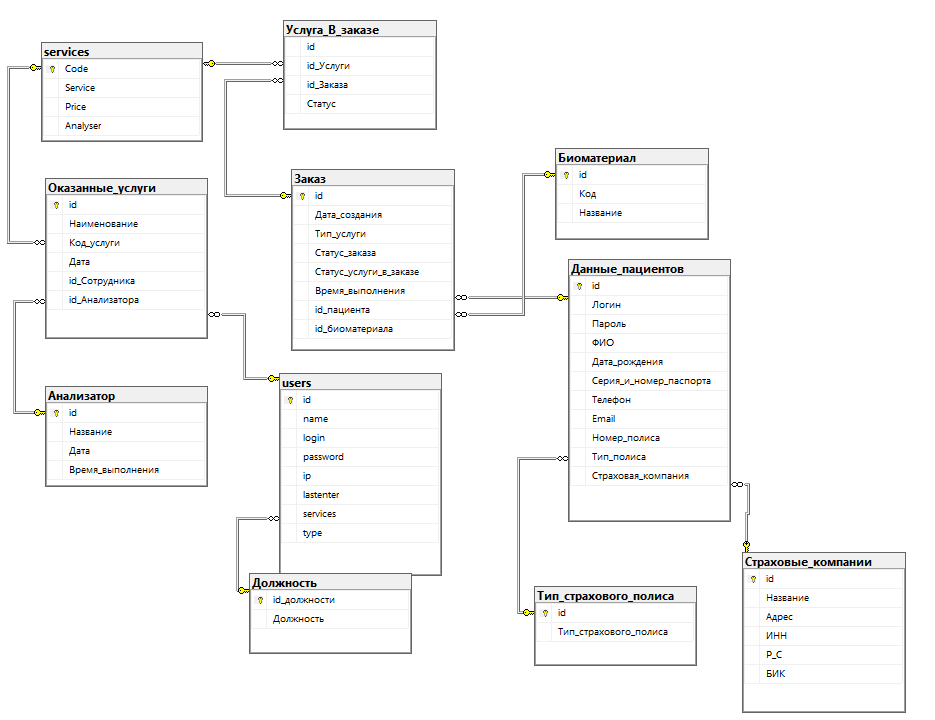 Услуга_В_заказе
id
id_Услуги
id_Заказа
Статус
services
Code
Service
Price
Analyser
Биоматериал
id
Код
Название
Заказ
id
Дата_создания
Тип_услуги
Статус_заказа
Статус_услуги_в_заказе
Время_выполнения
id_пациента
id_биоматериала
Оказанные_услуги
id
Наименование
Код_услуги
Дата
id_Сотрудника
id_Анализатора
Данные_пациентов
id
Логин
Пароль
ФИО
Дата_рождения
Серия_и_номер_паспорта
Телефон
Email
Номер_полиса
Тип_полиса
Страховая_компания
users
id
name
login
password
ip
lastenter
services
type
Анализатор
id
Название
Дата
Время_выполнения
Должность
id_должности
Должность
Тип_страхового_полиса
id
Тип_страхового_полиса
Страховые_компании
id
Название
Адрес
ИНН
Р_С
БИК